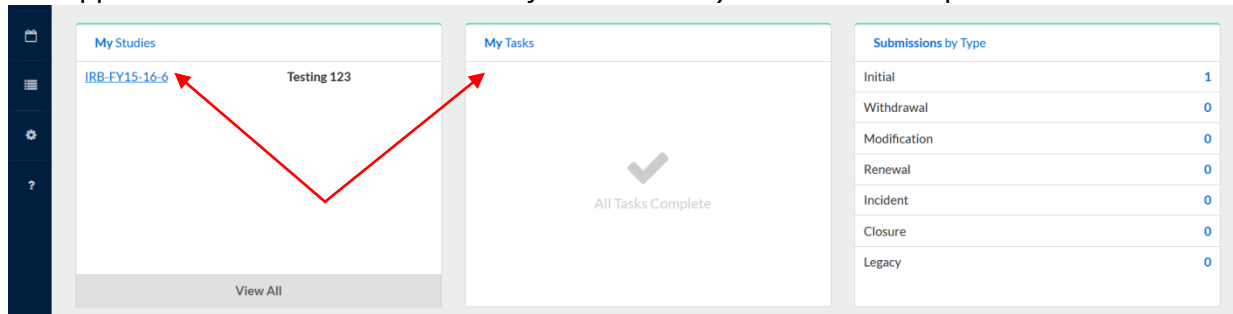 My Studies
IRB-FY15-16-6 Testing 123
View All
My Tasks
All Tasks Complete
Submissions by Type
Initial 1
Withdrawal 0
Modification 0
Renewal 0
Incident 0
Closure 0
Legacy 0
?